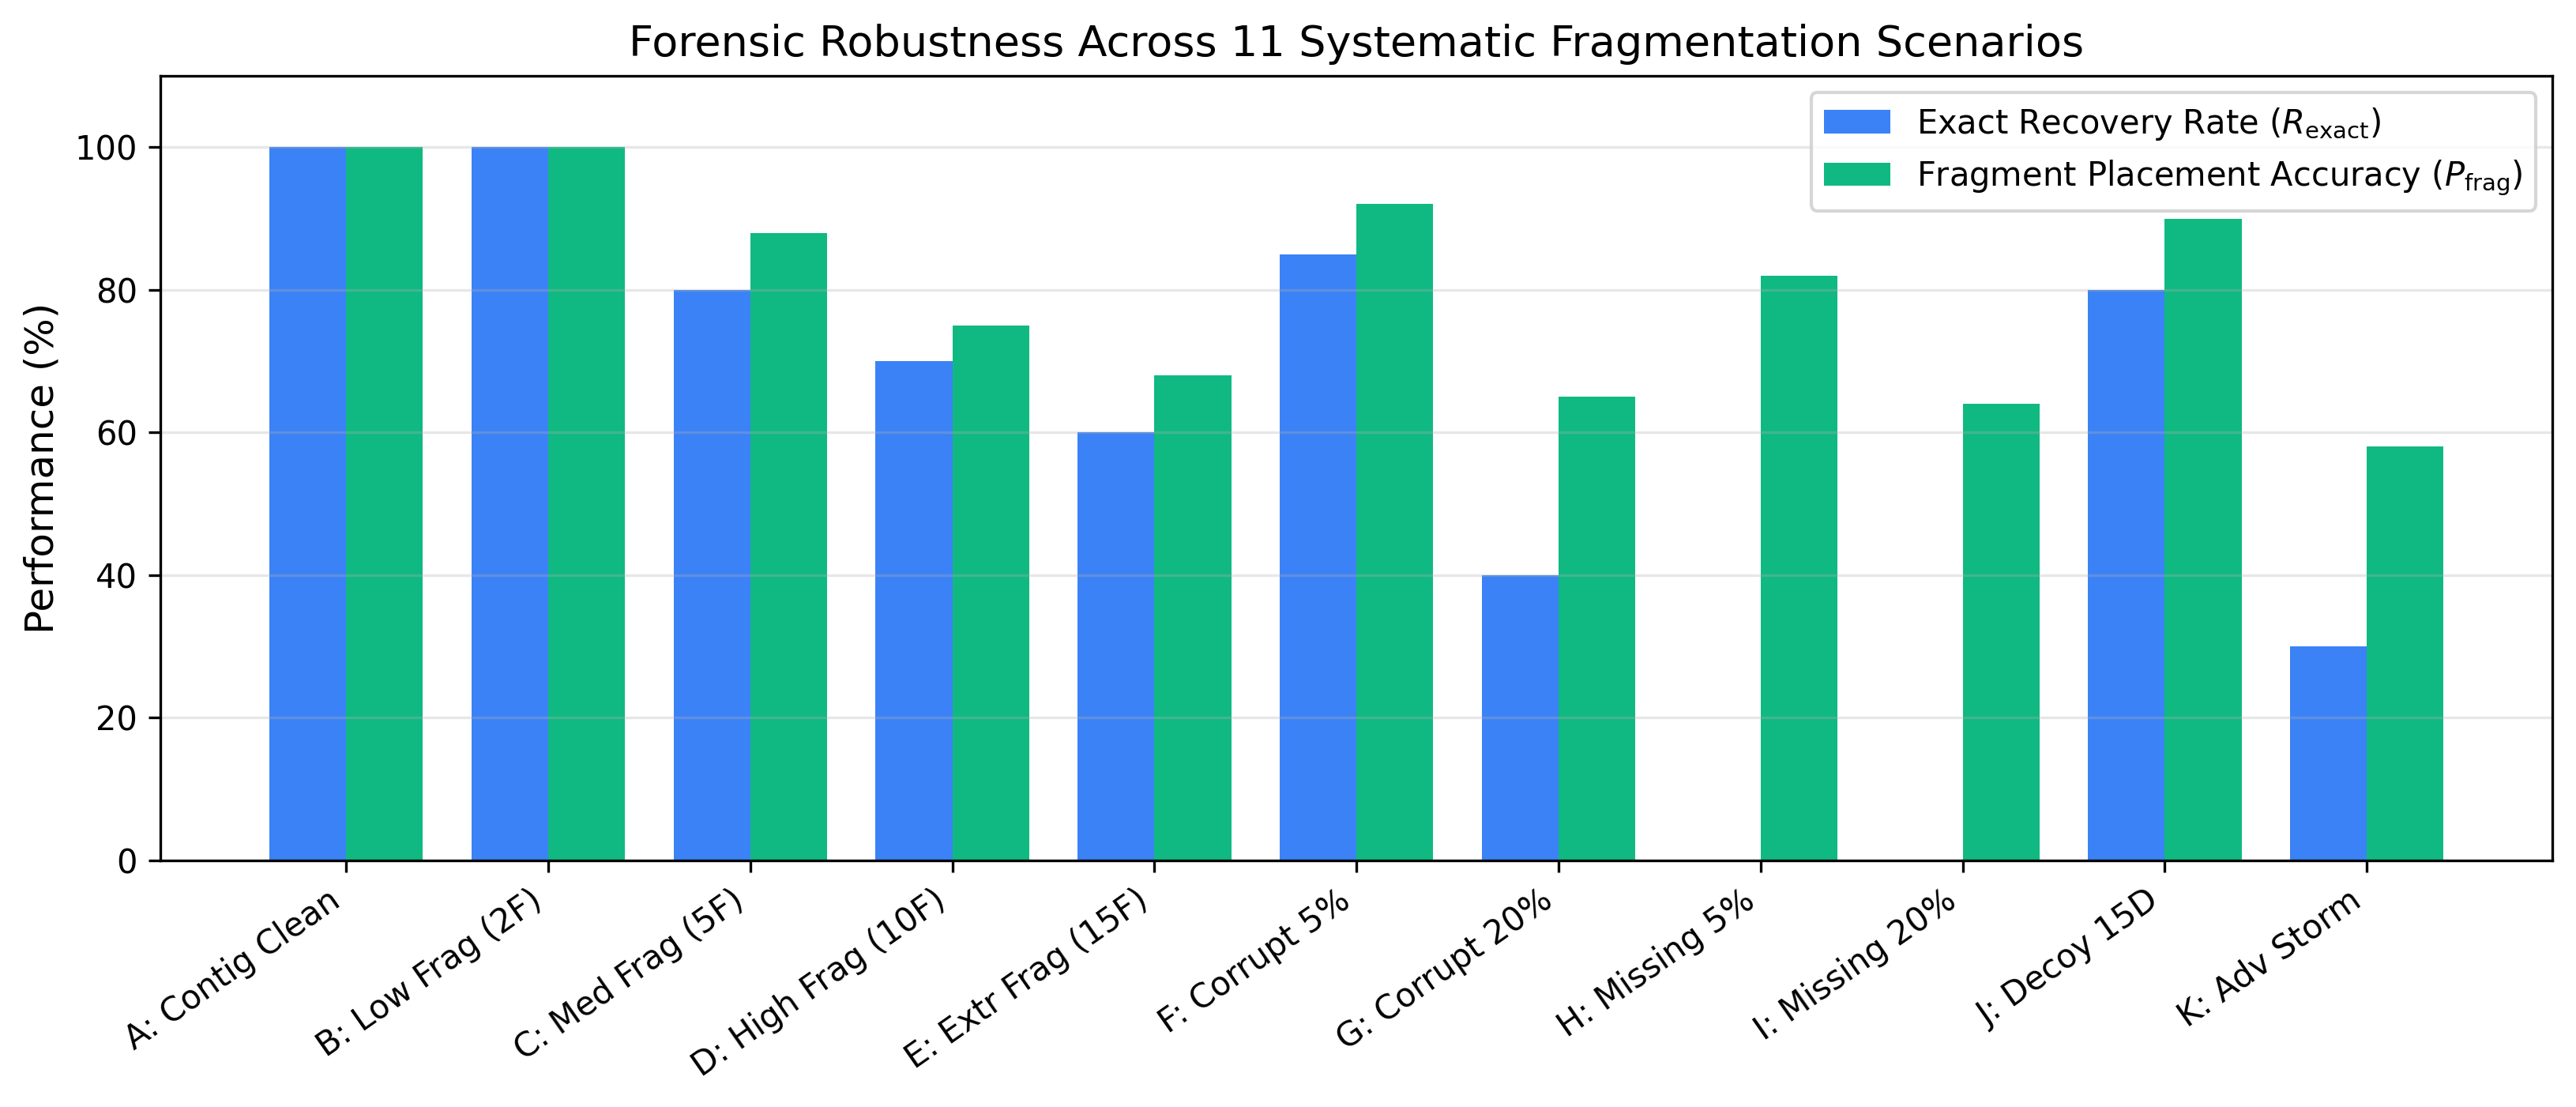 Forensic Robustness Across 11 Systematic Fragmentation Scenarios
Exact Recovery Rate (R_exact)
Fragment Placement Accuracy (P_frag)
Performance (%)
100
80
60
40
20
0
A: Contig Clean
B: Low Frag (2F)
C: Med Frag (5F)
D: High Frag (10F)
E: Extr Frag (15F)
F: Corrupt 5%
G: Corrupt 20%
H: Missing 5%
I: Missing 20%
J: Decoy 15D
K: Adv Storm